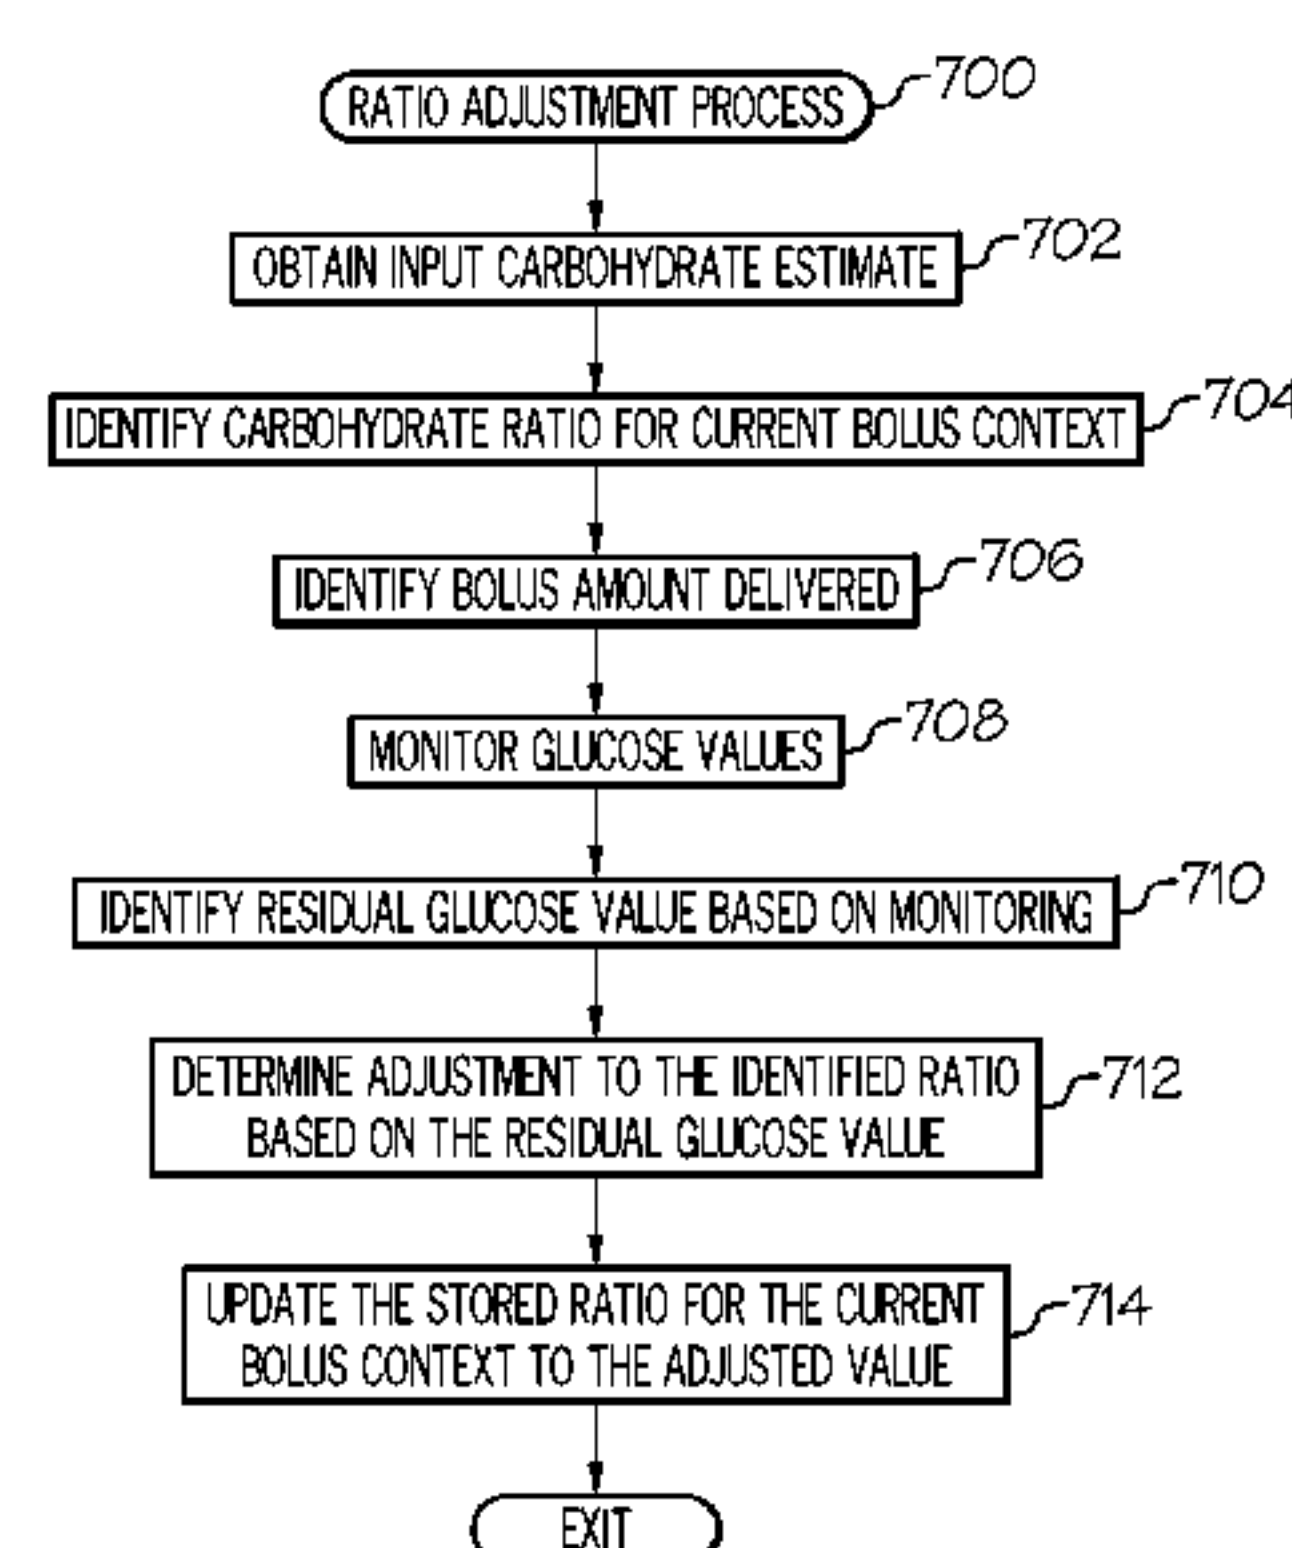 RATIO ADJUSTMENT PROCESS 700
OBTAIN INPUT CARBOHYDRATE ESTIMATE 702
IDENTIFY CARBOHYDRATE RATIO FOR CURRENT BOLUS CONTEXT 704
IDENTIFY BOLUS AMOUNT DELIVERED 706
MONITOR GLUCOSE VALUES 708
IDENTIFY RESIDUAL GLUCOSE VALUE BASED ON MONITORING 710
DETERMINE ADJUSTMENT TO THE IDENTIFIED RATIO 712
BASED ON THE RESIDUAL GLUCOSE VALUE
UPDATE THE STORED RATIO FOR THE CURRENT 714
BOLUS CONTEXT TO THE ADJUSTED VALUE
EXIT